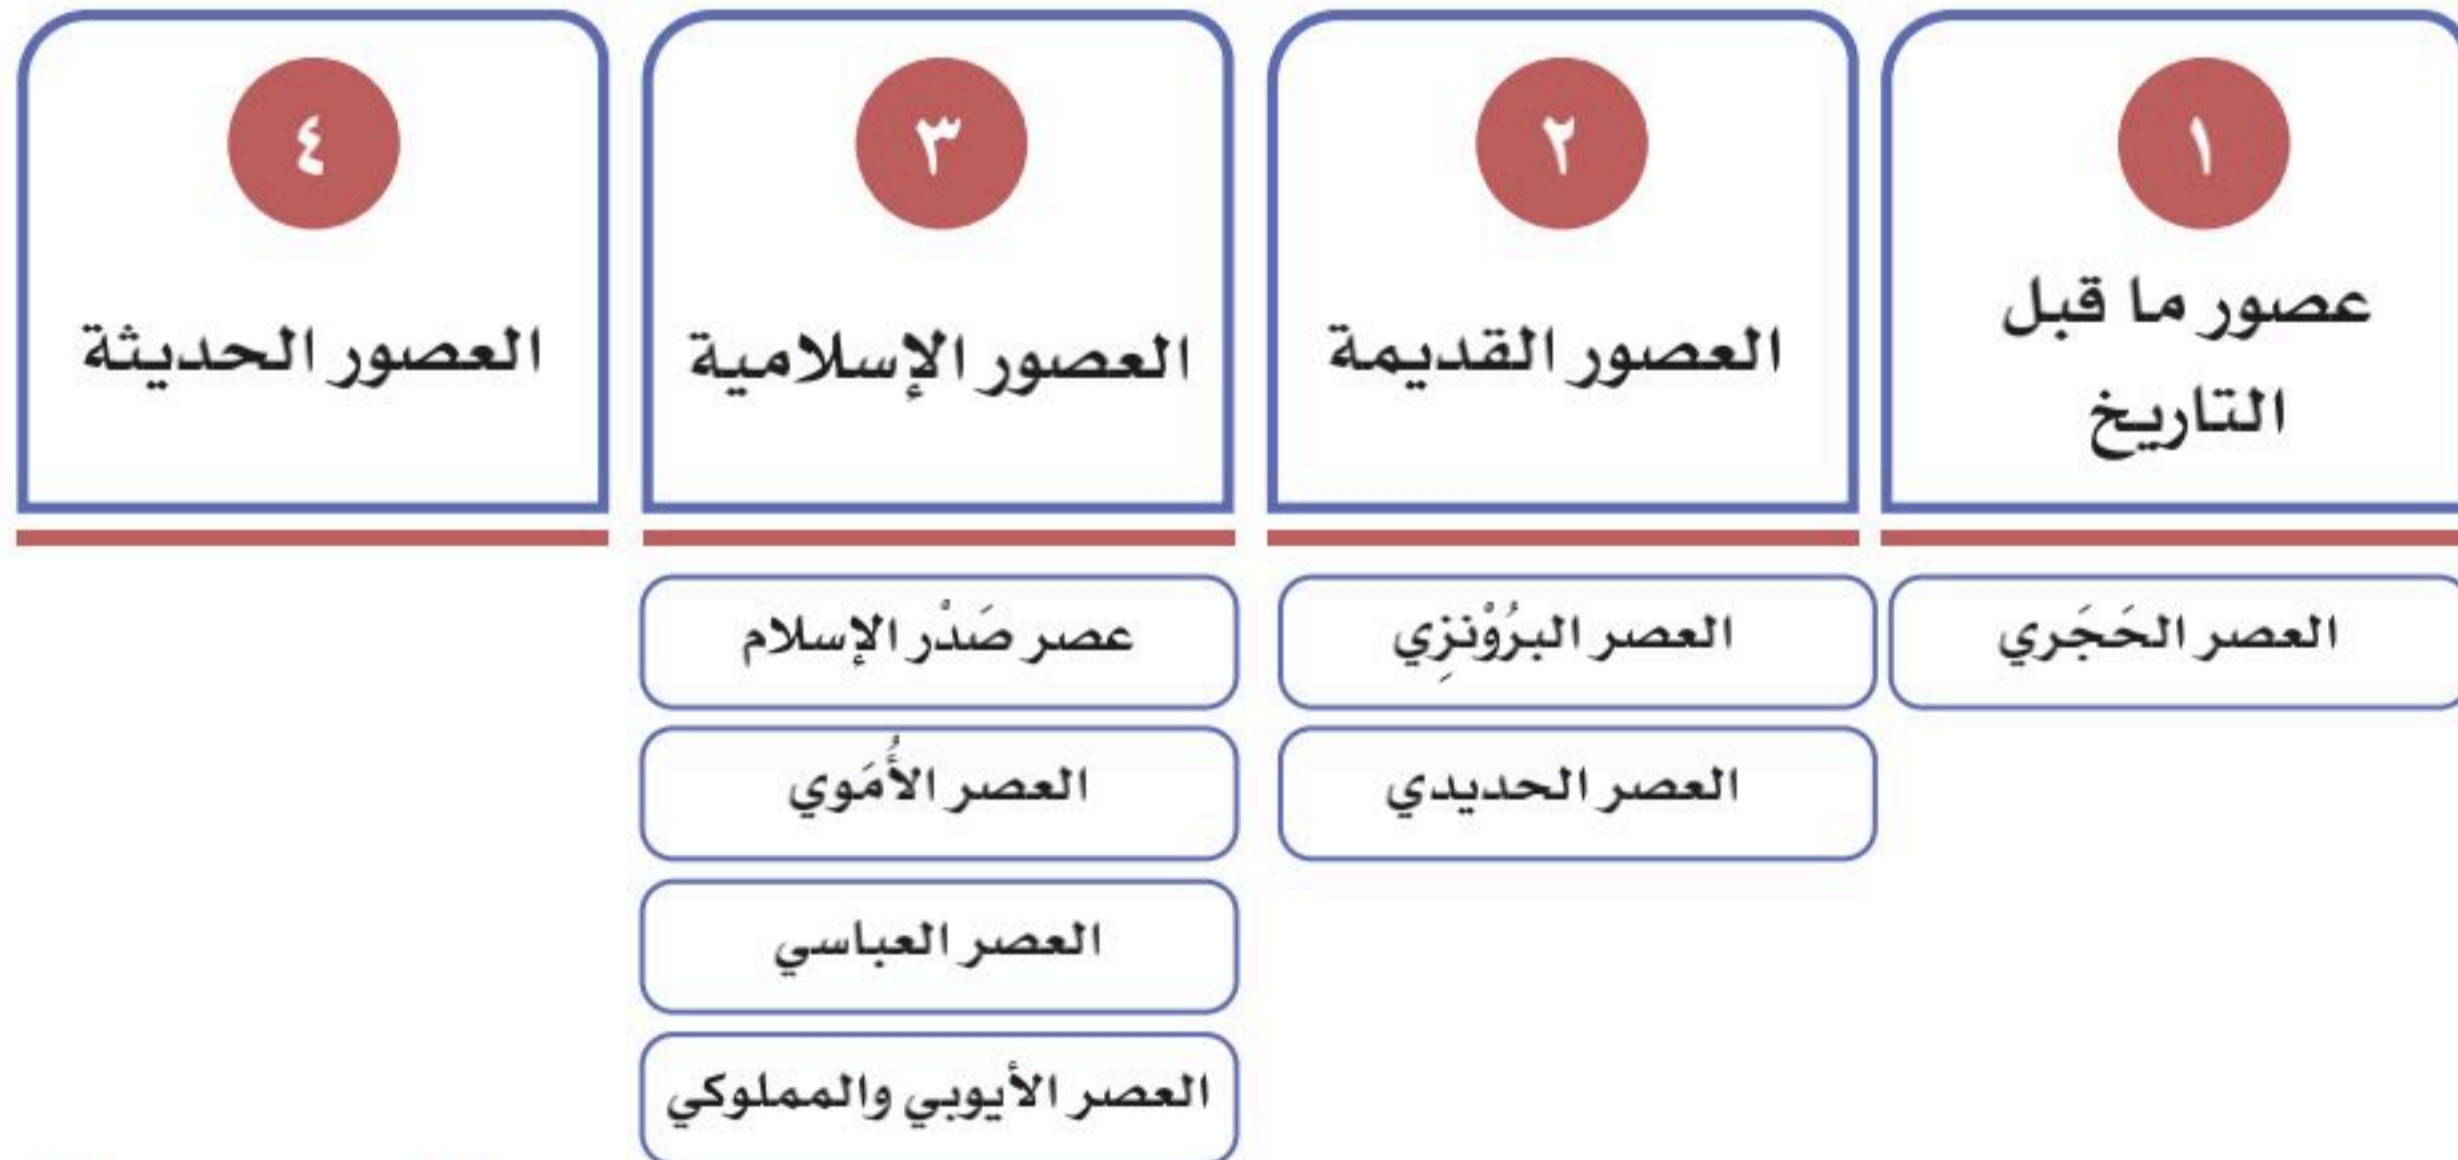 ١
عصور ما قبل
التاريخ
العصر الحَجَري
٢
العصور القديمة
العصر البرُوْنزِي
العصر الحديدي
٣
العصور الإسلامية
عصر صَدْر الإسلام
العصر الأُمَوي
العصر العباسي
العصر الأيوبي والمملوكي
٤
العصور الحديثة